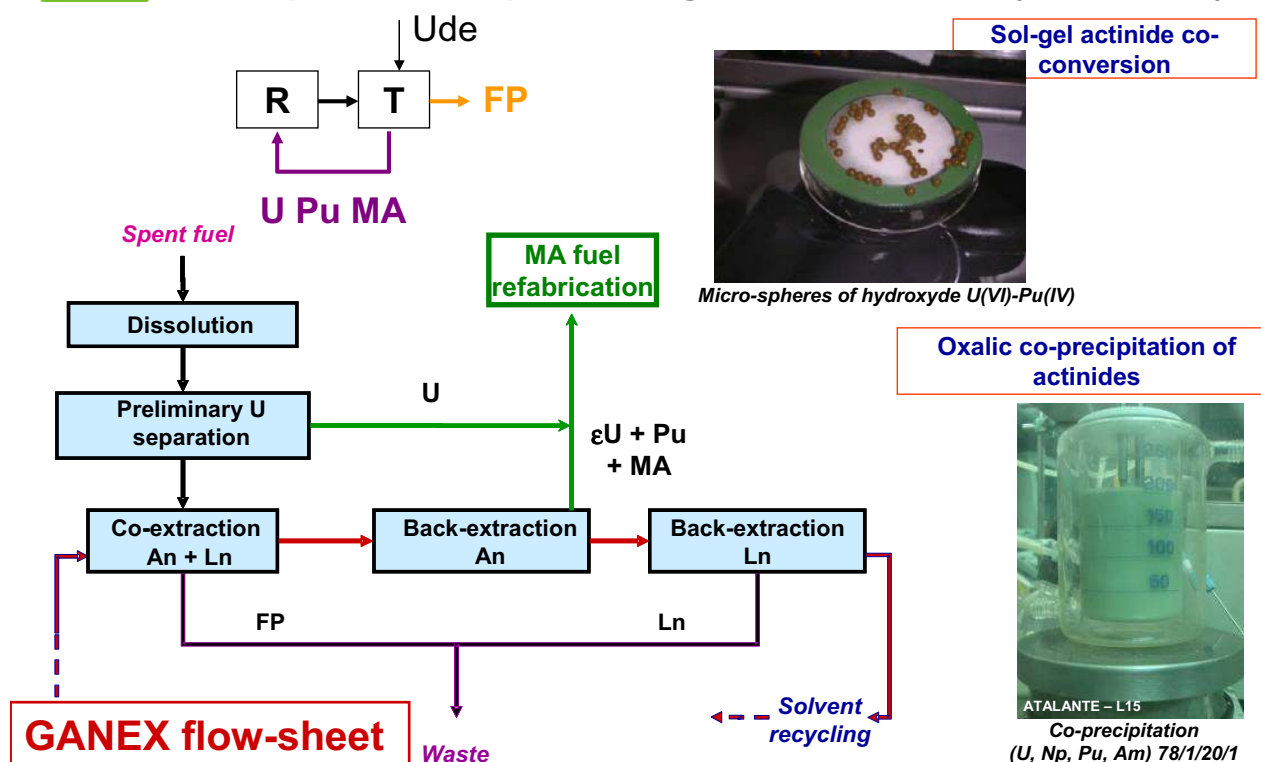 Ude
R
T
FP
U Pu MA
Sol-gel actinide co-
conversion
Micro-spheres of hydroxyde U(VI)-Pu(IV)
Spent fuel
Dissolution
Preliminary U
separation
U
MA fuel
refabrication
εU + Pu
+ MA
Co-extraction
An + Ln
Back-extraction
An
Back-extraction
Ln
FP
Ln
GANEX flow-sheet
Waste
Solvent
recycling
Oxalic co-precipitation of
actinides
250
200
150
100
50
ATALANTE – L15
Co-precipitation
(U, Np, Pu, Am) 78/1/20/1